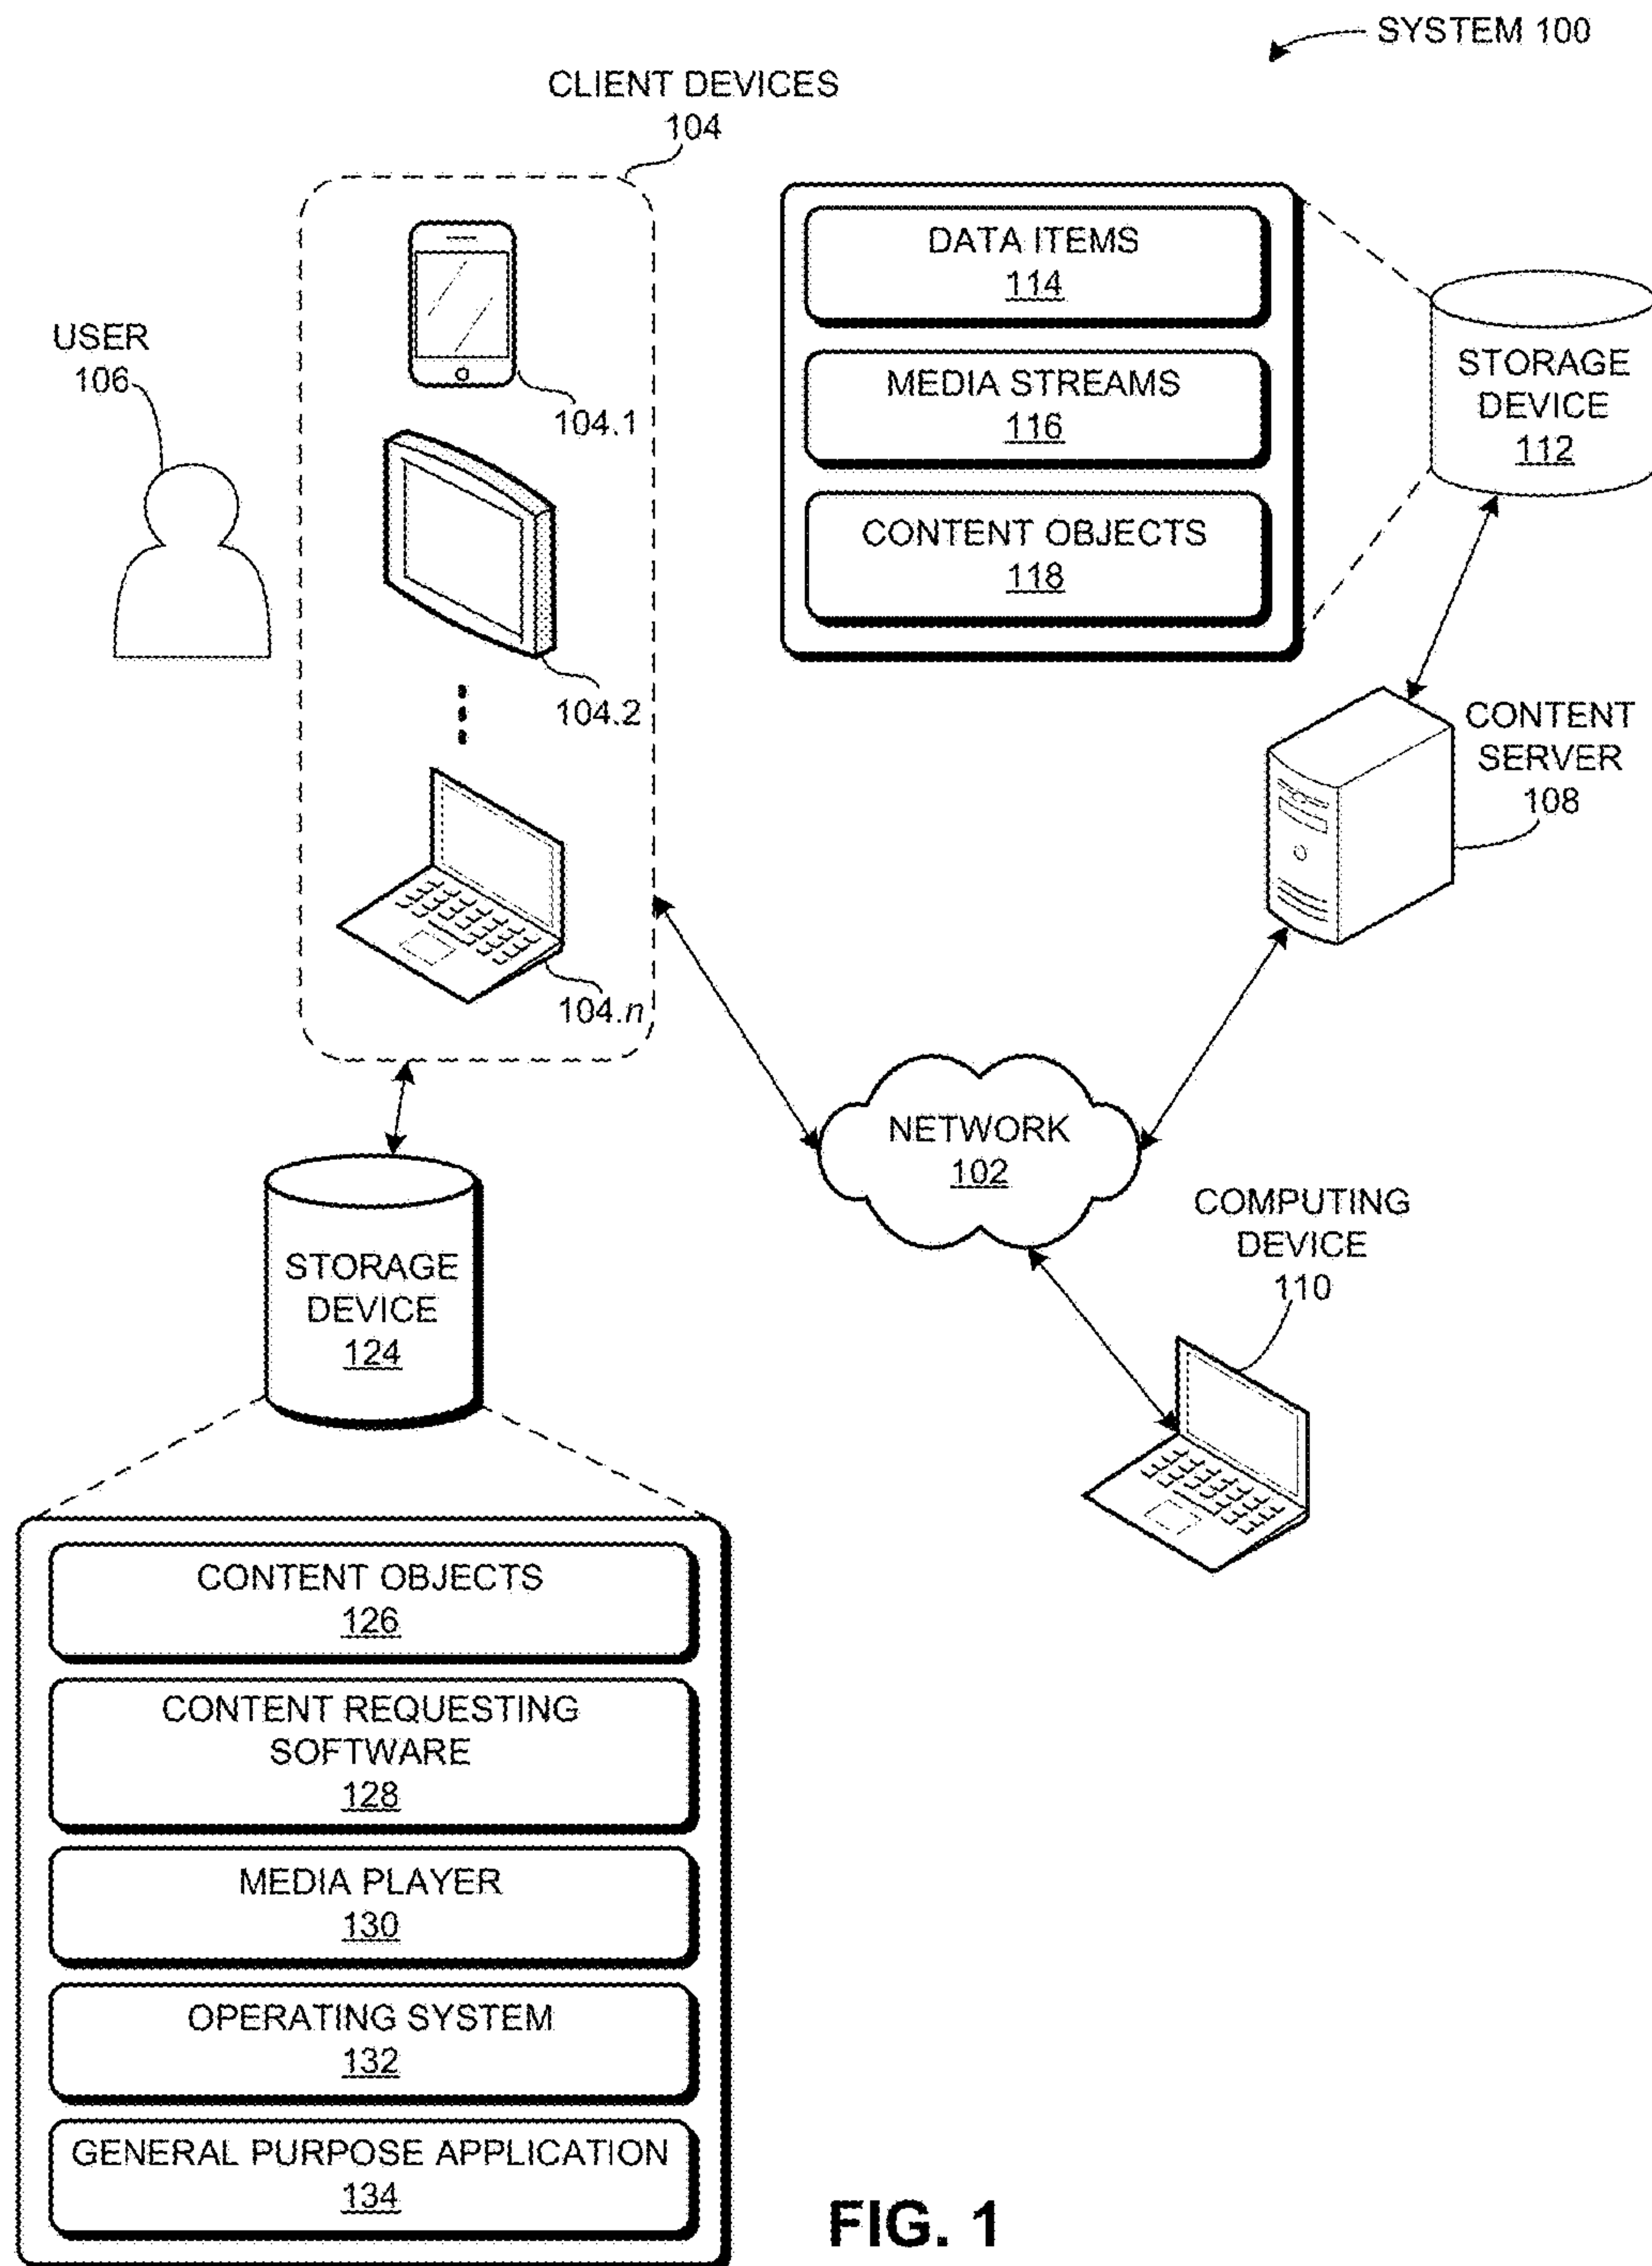 SYSTEM 100
CLIENT DEVICES
104
USER
106
104.1
104.2
104.n
DATA ITEMS
114
MEDIA STREAMS
116
CONTENT OBJECTS
118
STORAGE
DEVICE
112
CONTENT
SERVER
108
NETWORK
102
COMPUTING
DEVICE
110
STORAGE
DEVICE
124
CONTENT OBJECTS
126
CONTENT REQUESTING
SOFTWARE
128
MEDIA PLAYER
130
OPERATING SYSTEM
132
GENERAL PURPOSE APPLICATION
134
FIG. 1